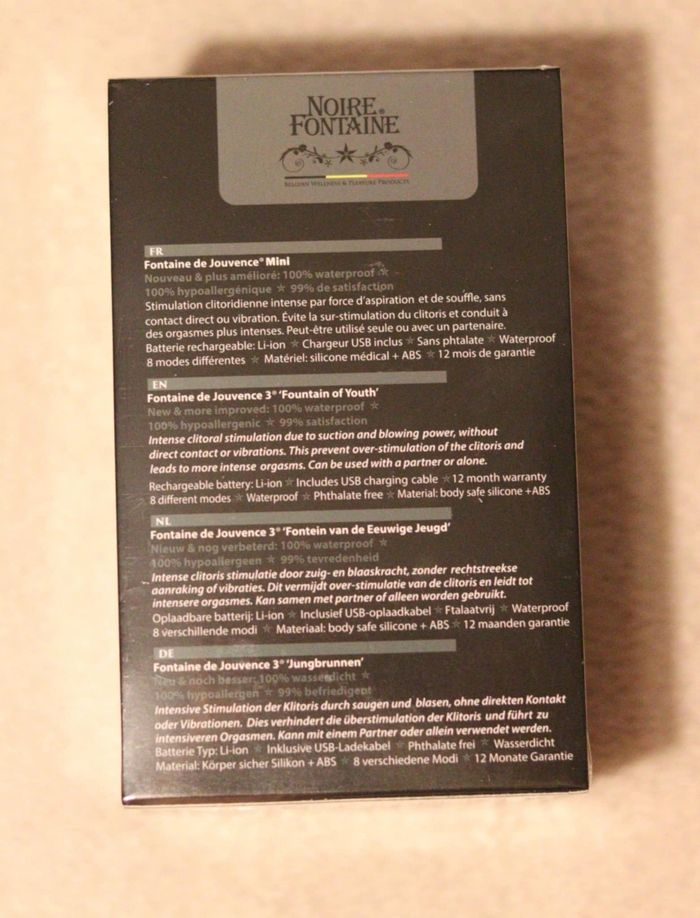 NOIRE
FONTAINE®
BELGIAN WELLNESS & PLEASURE PRODUCTS
FR
Fontaine de Jouvence® Mini
Nouveau & plus amélioré: 100% waterproof ☆
100% hypoallergénique ☆ 99% de satisfaction
Stimulation clitoridienne intense par force d'aspiration et de souffle, sans
contact direct ou vibration. Évite la sur-stimulation du clitoris et conduit à
des orgasmes plus intenses. Peut-être utilisé seule ou avec un partenaire.
Batterie rechargeable: Li-ion ☆ Chargeur USB inclus ☆ Sans phtalate ☆ Waterproof
8 modes différentes ☆ Matériel: silicone médical + ABS ☆ 12 mois de garantie
EN
Fontaine de Jouvence 3® 'Fountain of Youth'
New & more improved: 100% waterproof ☆
100% hypoallergenic ☆ 99% satisfaction
Intense clitoral stimulation due to suction and blowing power, without
direct contact or vibrations. This prevent over-stimulation of the clitoris and
leads to more intense orgasms. Can be used with a partner or alone.
Rechargeable battery: Li-ion ☆ Includes USB charging cable ☆ 12 month warranty
8 different modes ☆ Waterproof ☆ Phthalate free ☆ Material: body safe silicone +ABS
NL
Fontaine de Jouvence 3® 'Fontein van de Eeuwige Jeugd'
Nieuw & nog verbeterd: 100% waterproof ☆
100% hypoallergeen ☆ 99% tevredenheid
Intense clitoris stimulatie door zuig- en blaaskracht, zonder rechtstreekse
aanraking of vibraties. Dit vermijdt over-stimulatie van de clitoris en leidt tot
intensere orgasmes. Kan samen met partner of alleen worden gebruikt.
Oplaadbare batterij: Li-ion ☆ Inclusief USB-oplaadkabel ☆ Ftalaatvrij ☆ Waterproof
8 verschillende modi ☆ Materiaal: body safe silicone + ABS ☆ 12 maanden garantie
DE
Fontaine de Jouvence 3® 'Jungbrunnen'
Neu & noch besser: 100% wasserdicht ☆
100% hypoallergen ☆ 99% befriedigent
Intensive Stimulation der Klitoris durch saugen und blasen, ohne direkten Kontakt
oder Vibrationen. Dies verhindert die überstimulation der Klitoris und führt zu
intensiveren Orgasmen. Kann mit einem Partner oder allein verwendet werden.
Batterie Typ: Li-ion ☆ Inklusive USB-Ladekabel ☆ Phthalate frei ☆ Wasserdicht
Material: Körper sicher Silikon + ABS ☆ 8 verschiedene Modi ☆ 12 Monate Garantie